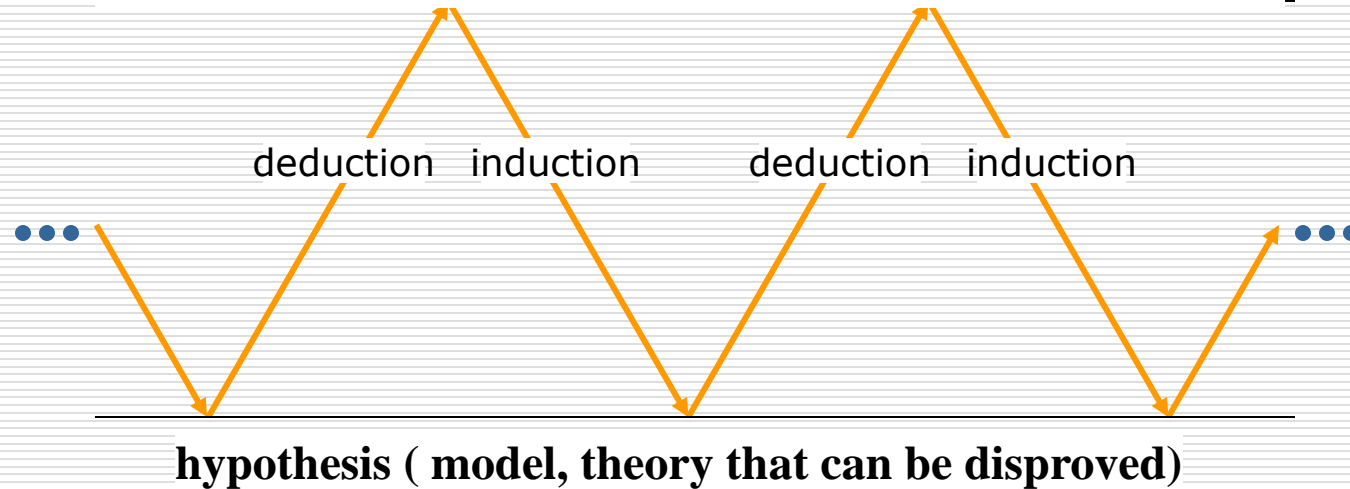 deduction induction deduction induction
hypothesis ( model, theory that can be disproved)